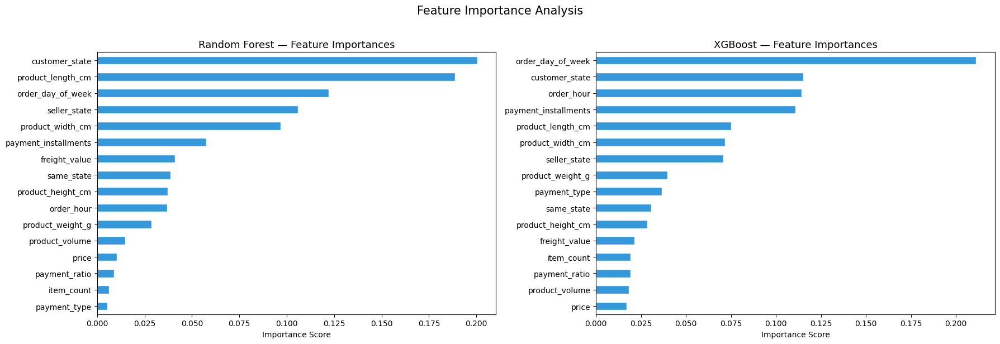 Feature Importance Analysis
Random Forest — Feature Importances
customer_state
product_length_cm
order_day_of_week
seller_state
product_width_cm
payment_installments
freight_value
same_state
product_height_cm
order_hour
product_weight_g
product_volume
price
payment_ratio
item_count
payment_type
0.000 0.025 0.050 0.075 0.100 0.125 0.150 0.175 0.200
Importance Score
XGBoost — Feature Importances
order_day_of_week
customer_state
order_hour
payment_installments
product_length_cm
product_width_cm
seller_state
product_weight_g
payment_type
same_state
product_height_cm
freight_value
item_count
payment_ratio
product_volume
price
0.000 0.025 0.050 0.075 0.100 0.125 0.150 0.175 0.200
Importance Score